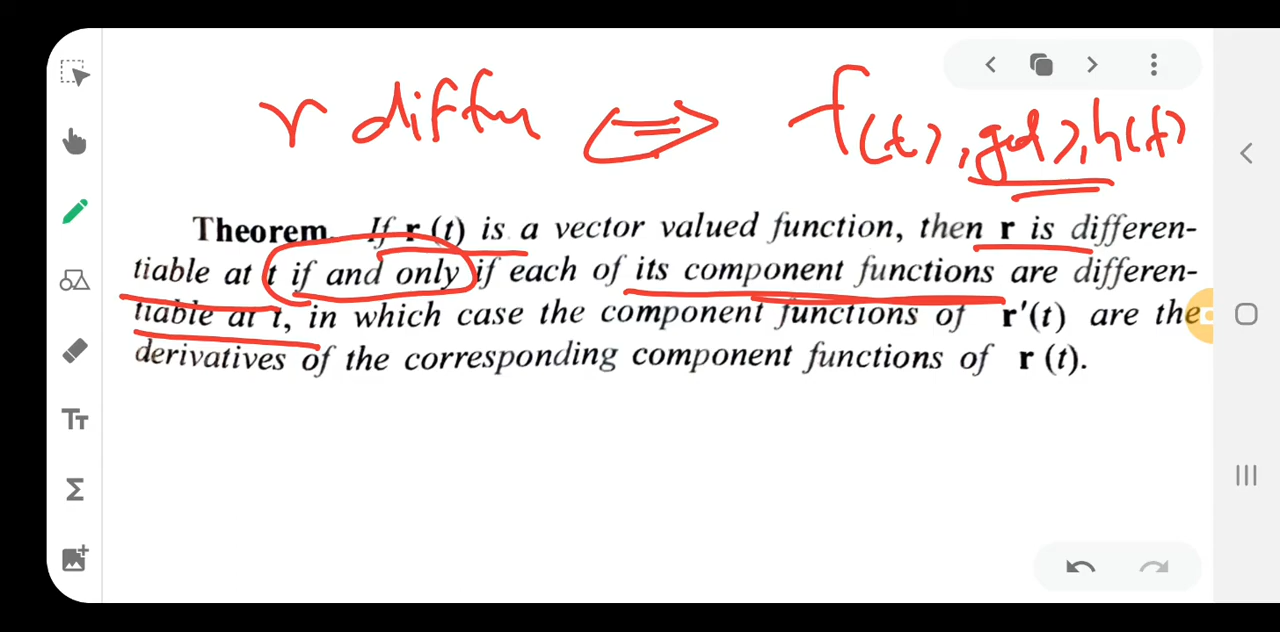 r diffn ⇔ f(t), g(t), h(t)
Theorem. If r (t) is a vector valued function, then r is differen-
tiable at t if and only if each of its component functions are differen-
tiable at t, in which case the component functions of r′(t) are the
derivatives of the corresponding component functions of r (t).
Tт
Σ